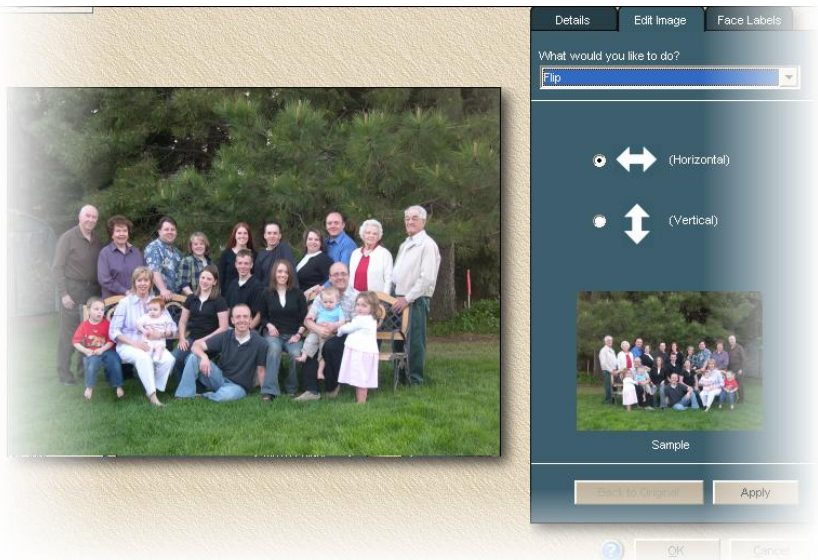 Details Edit Image Face Labels
What would you like to do?
Flip
(Horizontal)
(Vertical)
Sample
Back to Original Apply
OK Cancel